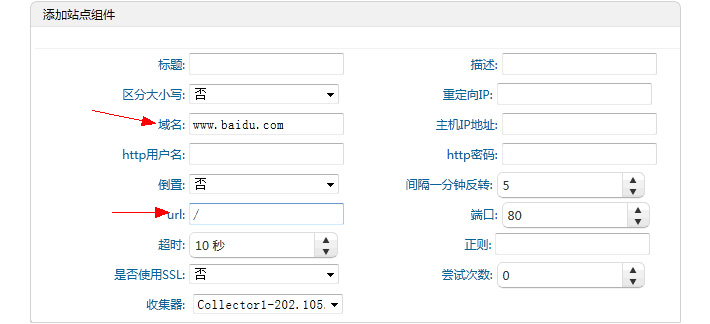 添加站点组件
标题: 描述:
区分大小写: 否 重定向IP:
域名: www.baidu.com 主机IP地址:
http用户名: http密码:
倒置: 否 间隔一分钟反转: 5
url: / 端口: 80
超时: 10 秒 正则:
是否使用SSL: 否 尝试次数: 0
收集器: Collector1-202.105.